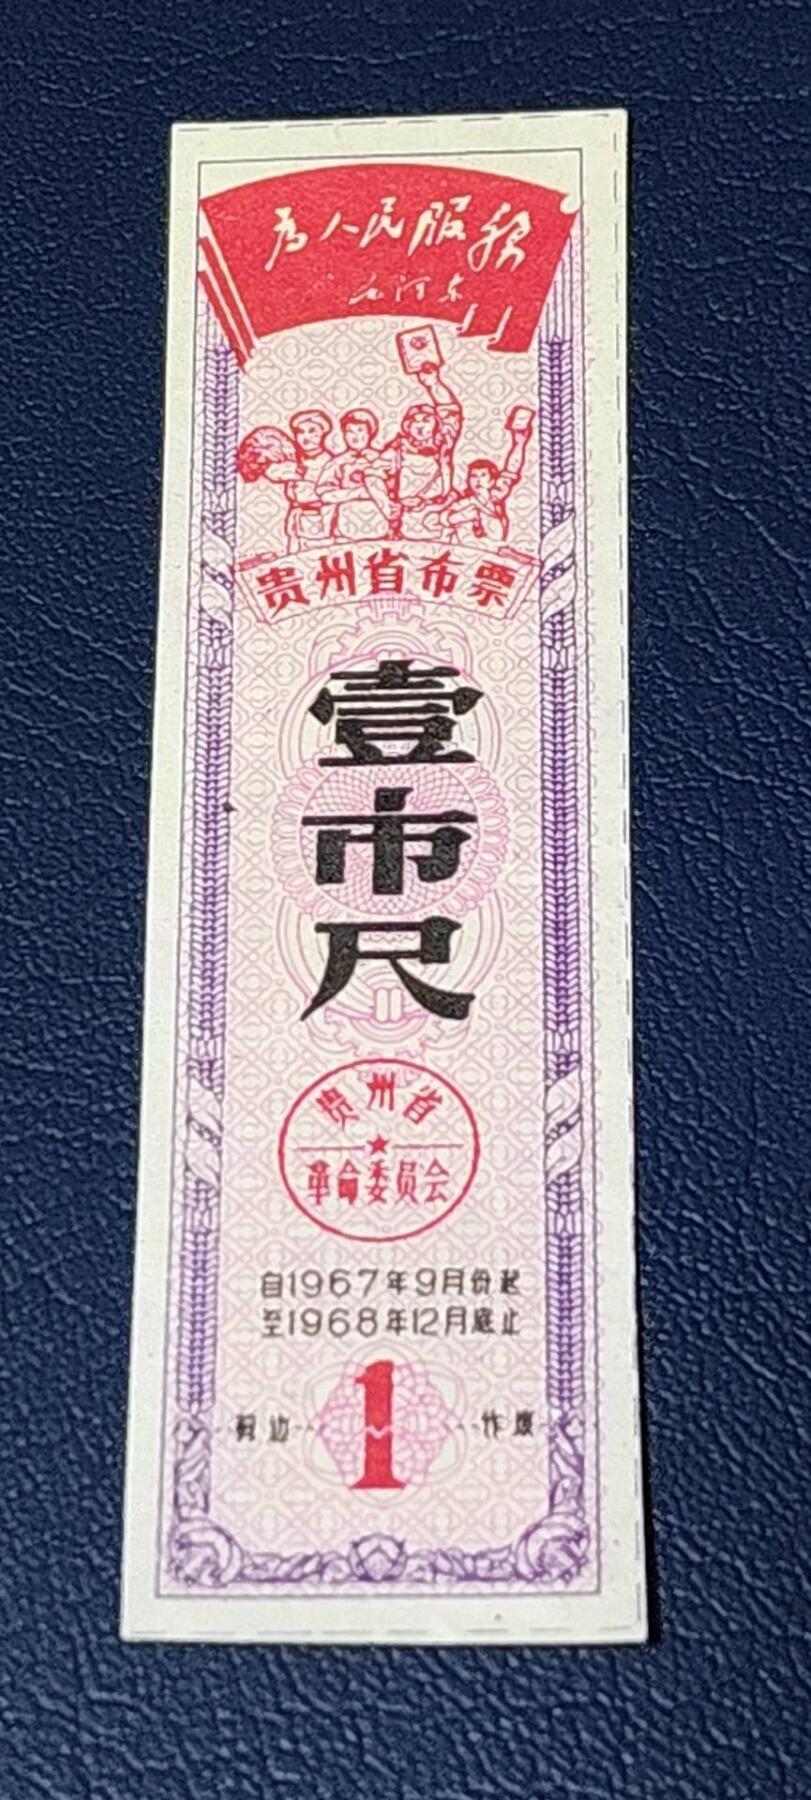 为人民服务
毛泽东
贵州省布票
壹市尺
贵州省
革命委员会
自1967年9月份起
至1968年12月底止
1
剪边作废